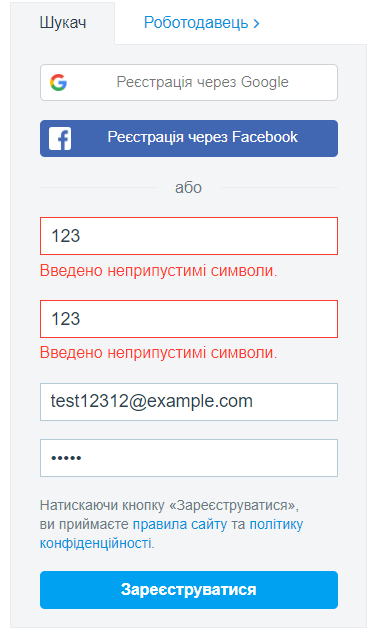 Шукач
Роботодавець
Реєстрація через Google
Реєстрація через Facebook
або
123
Введено неприпустимі символи.
123
Введено неприпустимі символи.
test12312@example.com
•••••
Натискаючи кнопку «Зареєструватися»,
ви приймаєте правила сайту та політику
конфіденційності.
Зареєструватися